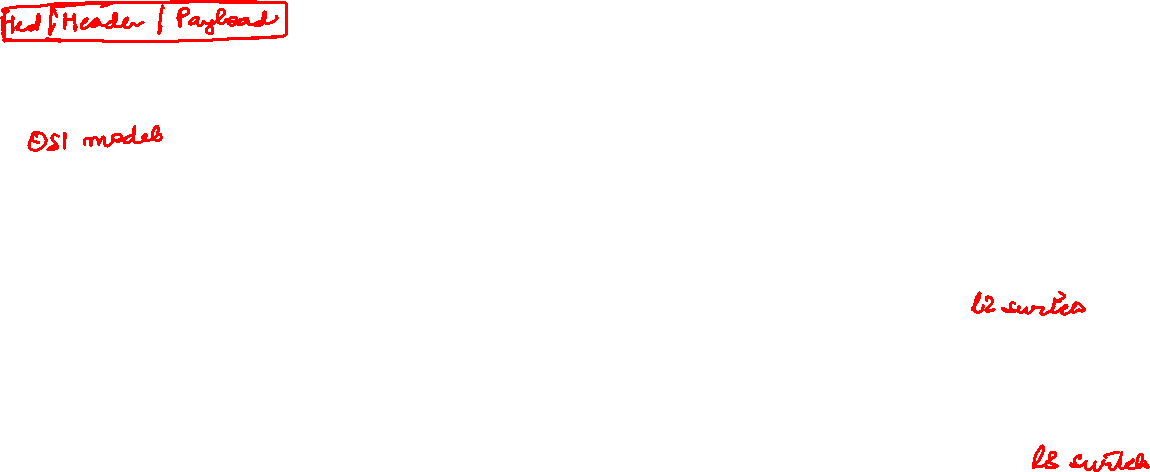 Hed | Header | Payload
OSI model
L2 switch
L3 switch